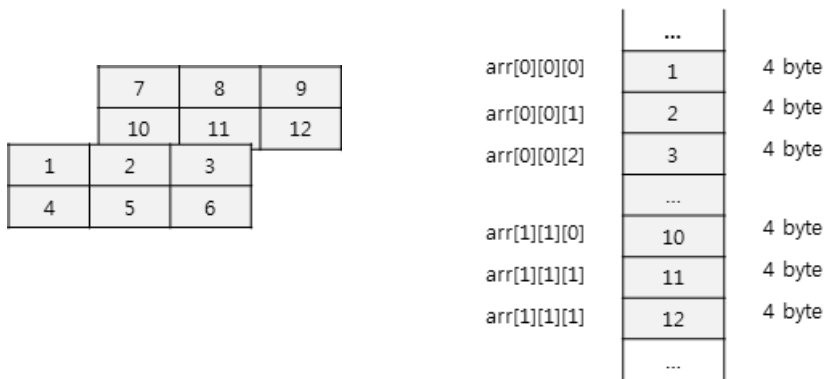 7 8 9
10 11 12
1 2 3
4 5 6
...
arr[0][0][0] 1 4 byte
arr[0][0][1] 2 4 byte
arr[0][0][2] 3 4 byte
...
arr[1][1][0] 10 4 byte
arr[1][1][1] 11 4 byte
arr[1][1][1] 12 4 byte
...